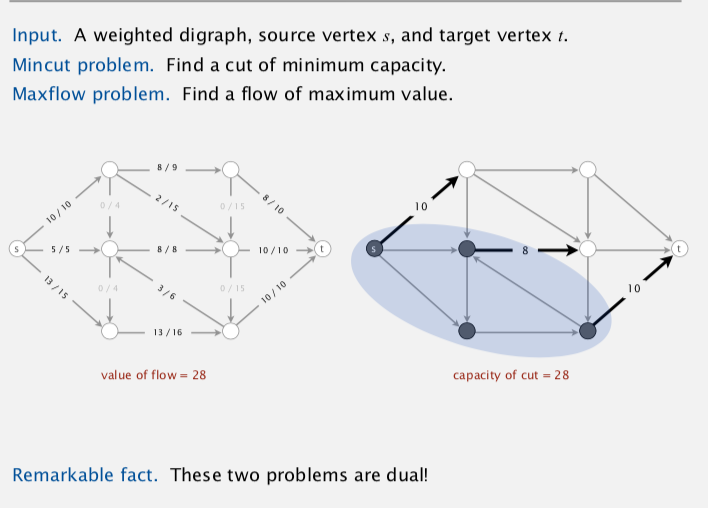 Input. A weighted digraph, source vertex s, and target vertex t.
Mincut problem. Find a cut of minimum capacity.
Maxflow problem. Find a flow of maximum value.
8 / 9
10 / 10
0 / 4
2 / 15
0 / 15
8 / 10
s
5 / 5
8 / 8
10 / 10
t
13 / 15
0 / 4
3 / 6
0 / 15
10 / 10
13 / 16
value of flow = 28
10
s
8
t
10
capacity of cut = 28
Remarkable fact. These two problems are dual!